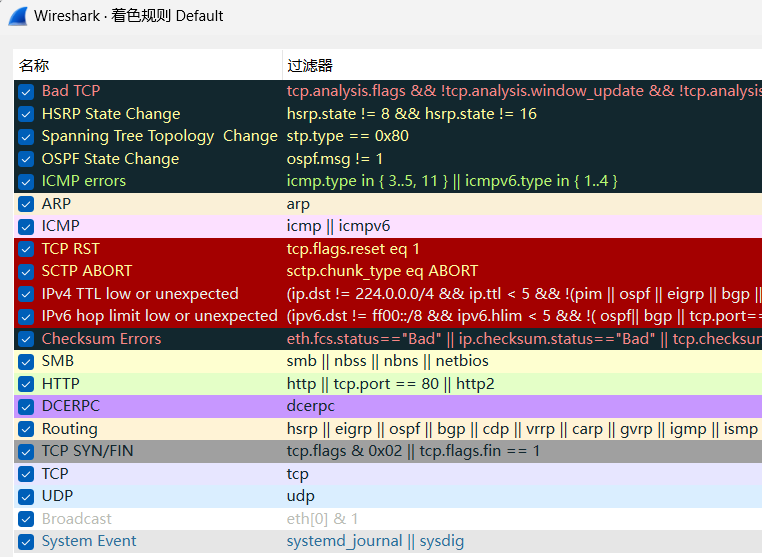 Wireshark · 着色规则 Default
名称 过滤器
Bad TCP tcp.analysis.flags && !tcp.analysis.window_update && !tcp.analysis
HSRP State Change hsrp.state != 8 && hsrp.state != 16
Spanning Tree Topology  Change stp.type == 0x80
OSPF State Change ospf.msg != 1
ICMP errors icmp.type in { 3..5, 11 } || icmpv6.type in { 1..4 }
ARP arp
ICMP icmp || icmpv6
TCP RST tcp.flags.reset eq 1
SCTP ABORT sctp.chunk_type eq ABORT
IPv4 TTL low or unexpected (ip.dst != 224.0.0.0/4 && ip.ttl < 5 && !(pim || ospf || eigrp || bgp ||
IPv6 hop limit low or unexpected (ipv6.dst != ff00::/8 && ipv6.hlim < 5 && !( ospf|| bgp || tcp.port==
Checksum Errors eth.fcs.status=="Bad" || ip.checksum.status=="Bad" || tcp.checksum
SMB smb || nbss || nbns || netbios
HTTP http || tcp.port == 80 || http2
DCERPC dcerpc
Routing hsrp || eigrp || ospf || bgp || cdp || vrrp || carp || gvrp || igmp || ismp
TCP SYN/FIN tcp.flags & 0x02 || tcp.flags.fin == 1
TCP tcp
UDP udp
Broadcast eth[0] & 1
System Event systemd_journal || sysdig